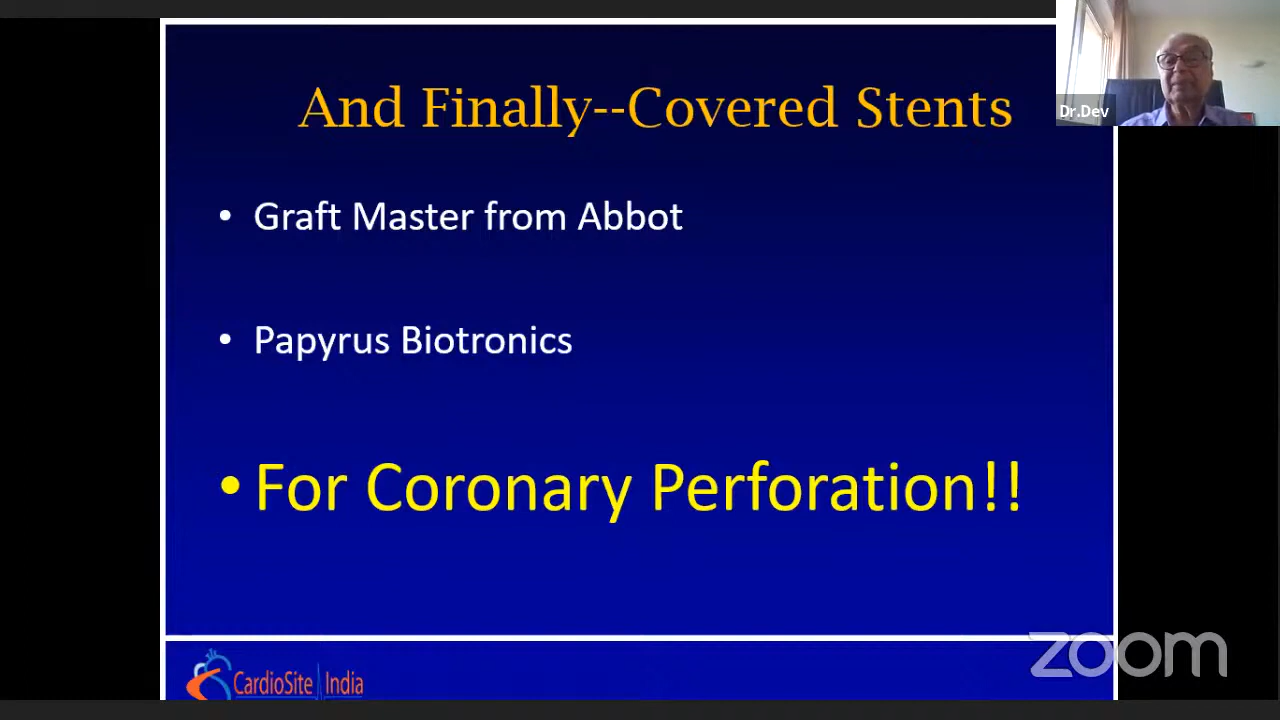 And Finally--Covered Stents
Dr.Dev
• Graft Master from Abbot
• Papyrus Biotronics
• For Coronary Perforation!!
zoom
CardioSite India